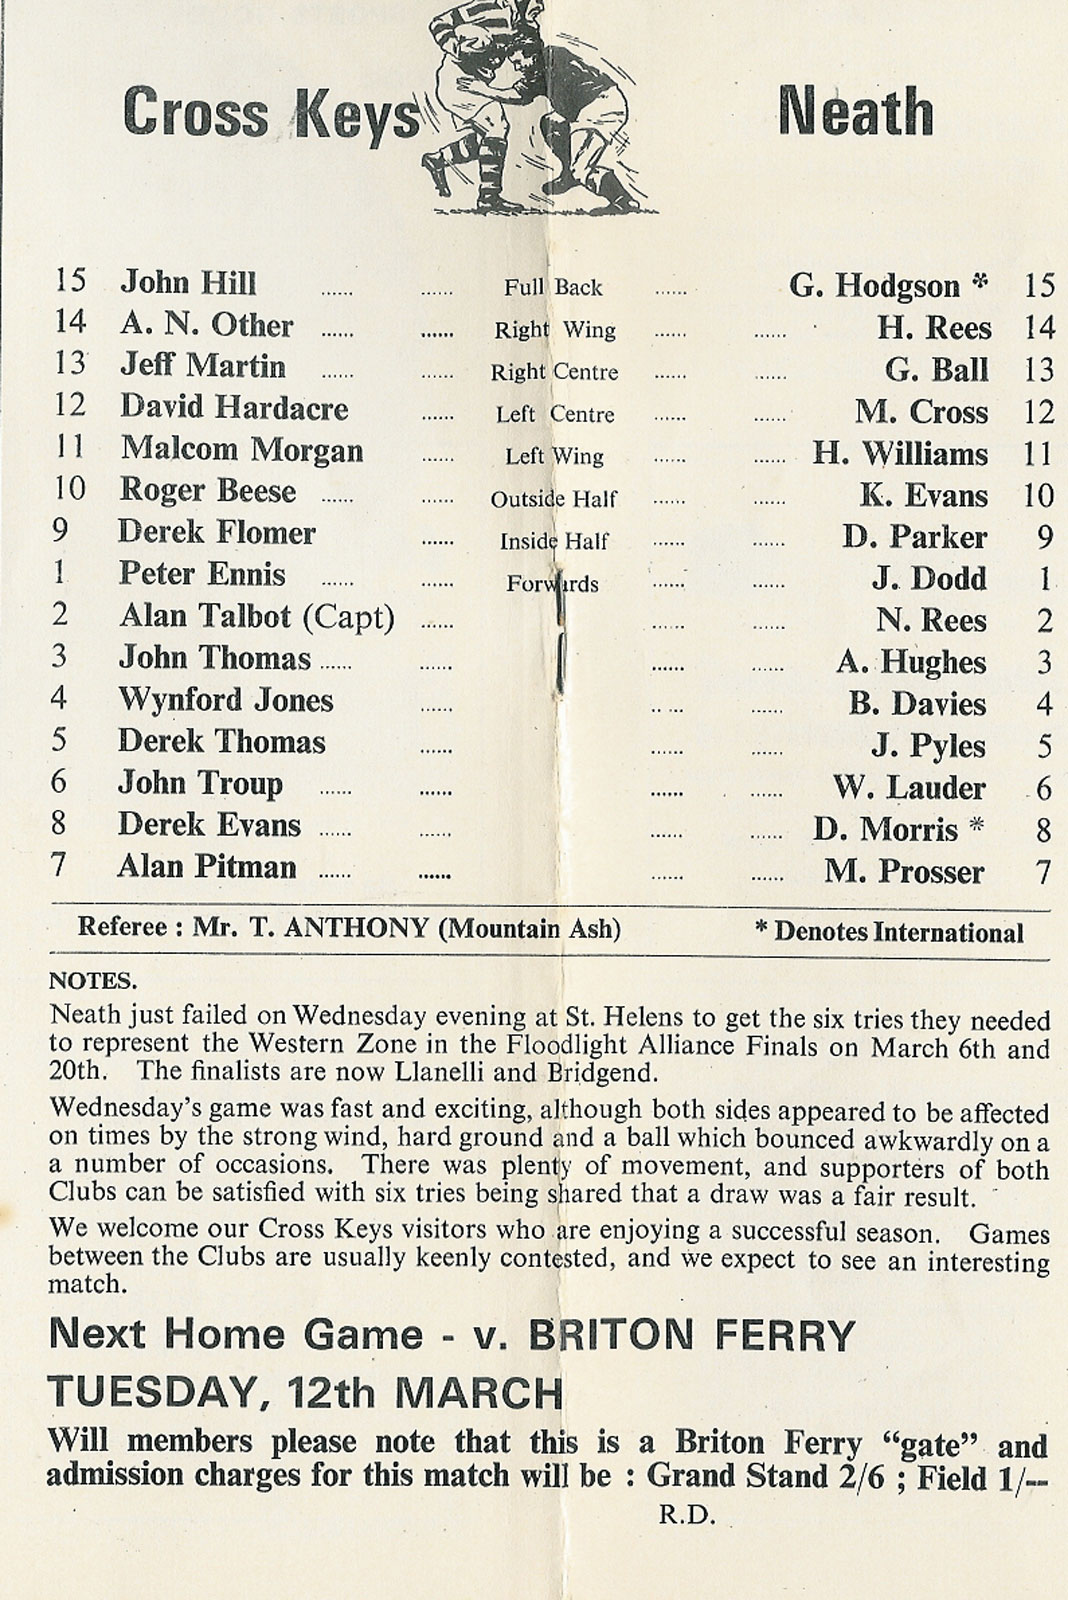 Cross Keys Neath
15 John Hill ...... ...... Full Back ...... G. Hodgson * 15
14 A. N. Other ...... ...... Right Wing ...... ...... H. Rees 14
13 Jeff Martin ...... ...... Right Centre ...... ...... G. Ball 13
12 David Hardacre ...... Left Centre ...... ...... M. Cross 12
11 Malcom Morgan ...... Left Wing ...... ...... H. Williams 11
10 Roger Beese ...... ...... Outside Half ...... ...... K. Evans 10
9 Derek Flomer ...... Inside Half ...... ...... D. Parker 9
1 Peter Ennis ...... ...... Forwards ...... ...... J. Dodd 1
2 Alan Talbot (Capt) ...... ...... ...... N. Rees 2
3 John Thomas ...... ...... ...... ...... A. Hughes 3
4 Wynford Jones ...... ...... ...... B. Davies 4
5 Derek Thomas ...... ...... ...... J. Pyles 5
6 John Troup ...... ...... ...... ...... W. Lauder 6
8 Derek Evans ...... ...... ...... ...... D. Morris * 8
7 Alan Pitman ...... ...... ...... ...... M. Prosser 7
Referee : Mr. T. ANTHONY (Mountain Ash) * Denotes International
NOTES.
Neath just failed on Wednesday evening at St. Helens to get the six tries they needed
to represent the Western Zone in the Floodlight Alliance Finals on March 6th and
20th. The finalists are now Llanelli and Bridgend.
Wednesday's game was fast and exciting, although both sides appeared to be affected
on times by the strong wind, hard ground and a ball which bounced awkwardly on a
a number of occasions. There was plenty of movement, and supporters of both
Clubs can be satisfied with six tries being shared that a draw was a fair result.
We welcome our Cross Keys visitors who are enjoying a successful season. Games
between the Clubs are usually keenly contested, and we expect to see an interesting
match.
Next Home Game - v. BRITON FERRY
TUESDAY, 12th MARCH
Will members please note that this is a Briton Ferry “gate” and
admission charges for this match will be : Grand Stand 2/6 ; Field 1/--
R.D.